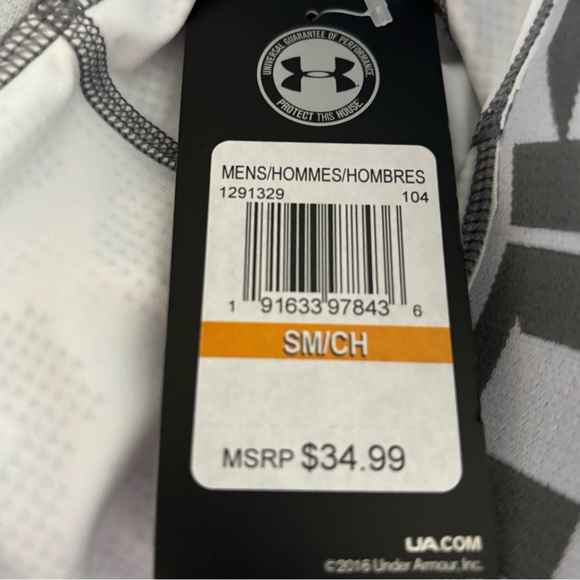 UNIVERSAL GUARANTEE OF PERFORMANCE
PROTECT THIS HOUSE
MENS/HOMMES/HOMBRES
1291329 104
1 91633 97843 6
SM/CH
MSRP $34.99
UA.COM
©2016 Under Armour, Inc.